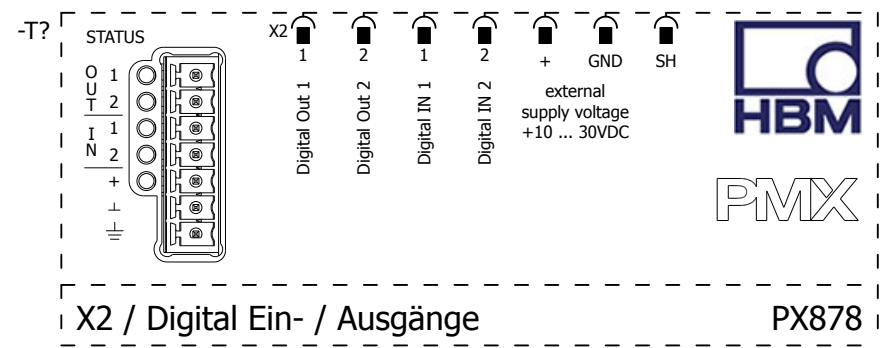 -T?
STATUS
OUT
1
2
IN
1
2
+
X2
1
2
1
2
+
GND
SH
Digital Out 1
Digital Out 2
Digital IN 1
Digital IN 2
external
supply voltage
+10 ... 30VDC
HBM
PMX
X2 / Digital Ein- / Ausgänge
PX878